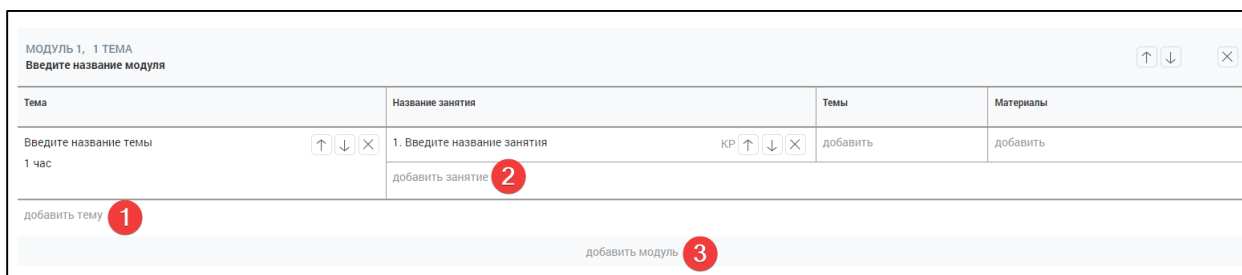 МОДУЛЬ 1, 1 ТЕМА
Введите название модуля
Тема Название занятия Темы Материалы
Введите название темы 1. Введите название занятия КР добавить добавить
1 час
добавить занятие 2
добавить тему 1
добавить модуль 3